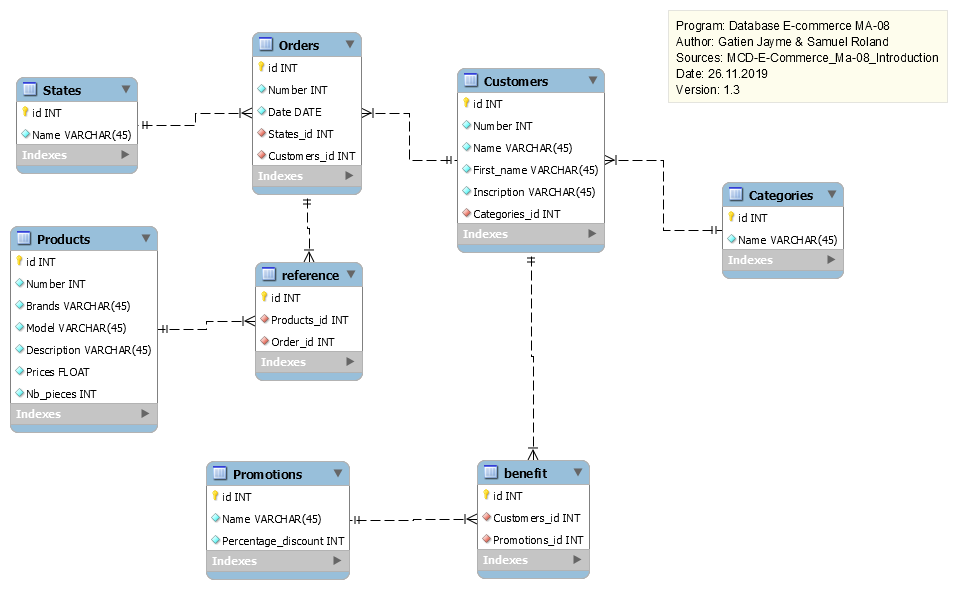 Program: Database E-commerce MA-08
Author: Gatien Jayme & Samuel Roland
Sources: MCD-E-Commerce_Ma-08_Introduction
Date: 26.11.2019
Version: 1.3
Orders
id INT
Number INT
Date DATE
States_id INT
Customers_id INT
Indexes
States
id INT
Name VARCHAR(45)
Indexes
Customers
id INT
Number INT
Name VARCHAR(45)
First_name VARCHAR(45)
Inscription VARCHAR(45)
Categories_id INT
Indexes
Categories
id INT
Name VARCHAR(45)
Indexes
Products
id INT
Number INT
Brands VARCHAR(45)
Model VARCHAR(45)
Description VARCHAR(45)
Prices FLOAT
Nb_pieces INT
Indexes
reference
id INT
Products_id INT
Order_id INT
Indexes
Promotions
id INT
Name VARCHAR(45)
Percentage_discount INT
Indexes
benefit
id INT
Customers_id INT
Promotions_id INT
Indexes